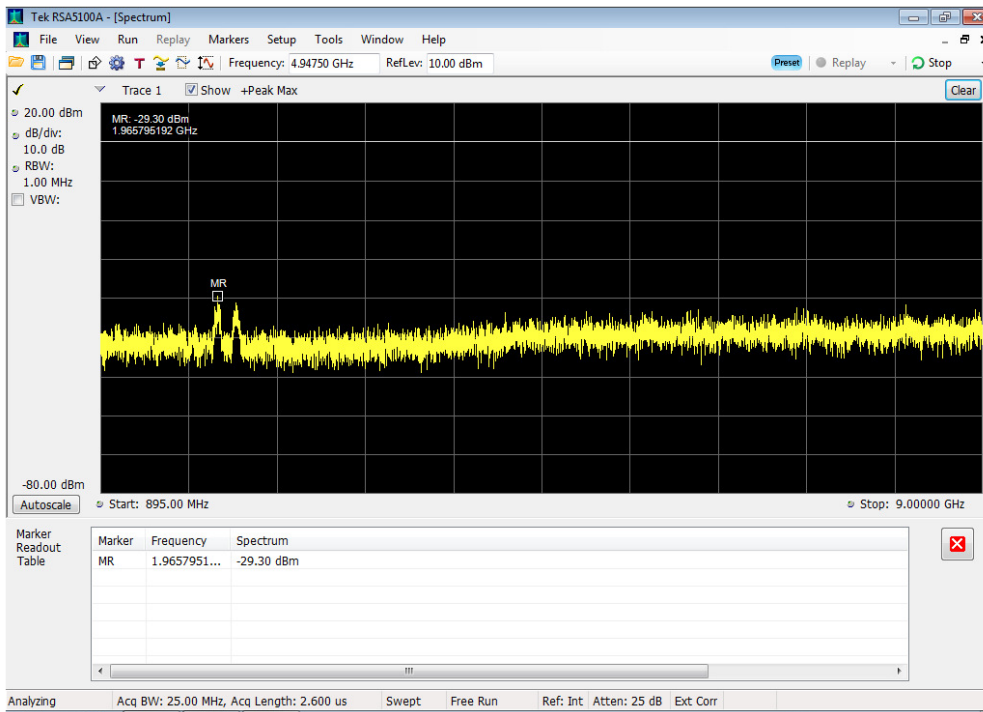 Tek RSA5100A - [Spectrum]
File View Run Replay Markers Setup Tools Window Help
T Frequency: 4.94750 GHz RefLev: 10.00 dBm Preset Replay Stop
Trace 1 Show +Peak Max Clear
20.00 dBm
dB/div:
10.0 dB
RBW:
1.00 MHz
VBW:
MR: -29.30 dBm
1.965795192 GHz
MR
-80.00 dBm
Autoscale Start: 895.00 MHz Stop: 9.00000 GHz
Marker
Readout
Table
Marker Frequency Spectrum
MR 1.9657951... -29.30 dBm
Analyzing Acq BW: 25.00 MHz, Acq Length: 2.600 us Swept Free Run Ref: Int Atten: 25 dB Ext Corr